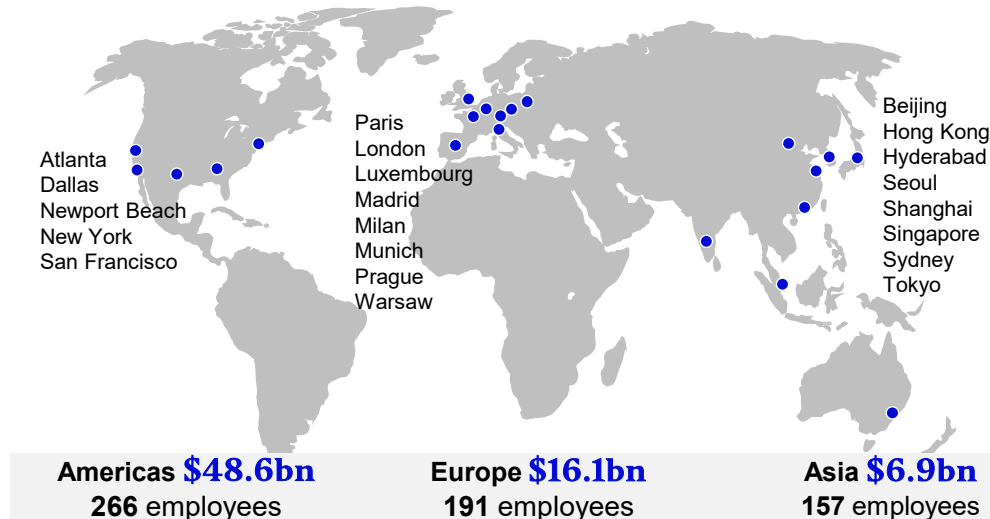 Atlanta
Dallas
Newport Beach
New York
San Francisco
Paris
London
Luxembourg
Madrid
Milan
Munich
Prague
Warsaw
Beijing
Hong Kong
Hyderabad
Seoul
Shanghai
Singapore
Sydney
Tokyo
Americas $48.6bn
266 employees
Europe $16.1bn
191 employees
Asia $6.9bn
157 employees